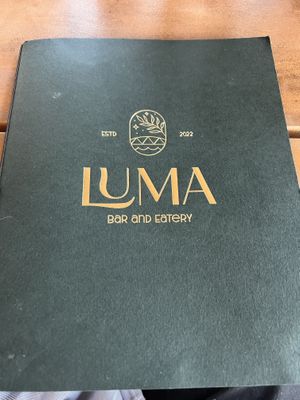 ESTD 2022
LUMA
BAR AND EATERY